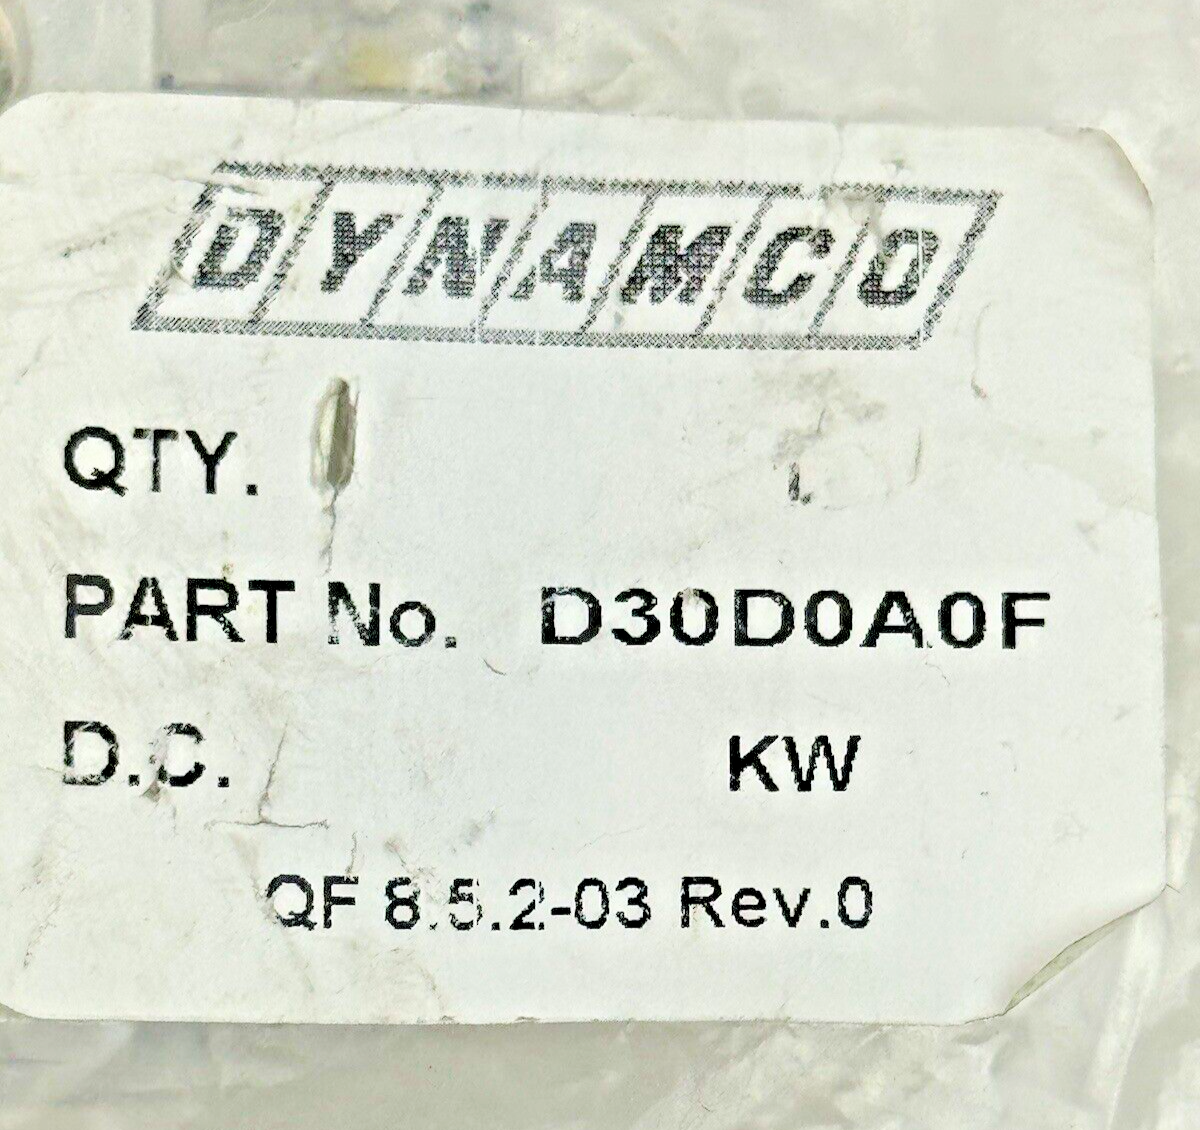 DYNAMCO
QTY.
PART No. D30D0A0F
D.C. KW
QF 8.5.2-03 Rev.0